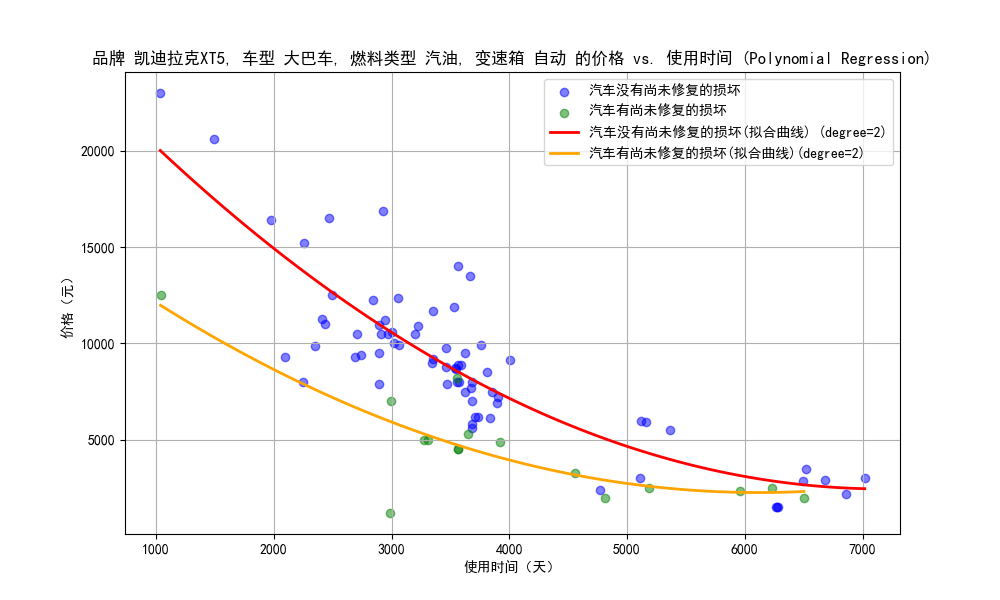 品牌 凯迪拉克XT5, 车型 大巴车, 燃料类型 汽油, 变速箱 自动 的价格 vs. 使用时间 (Polynomial Regression)
汽车没有尚未修复的损坏
汽车有尚未修复的损坏
汽车没有尚未修复的损坏(拟合曲线) (degree=2)
汽车有尚未修复的损坏(拟合曲线)(degree=2)
价格（元）
20000
15000
10000
5000
1000 2000 3000 4000 5000 6000 7000
使用时间（天）